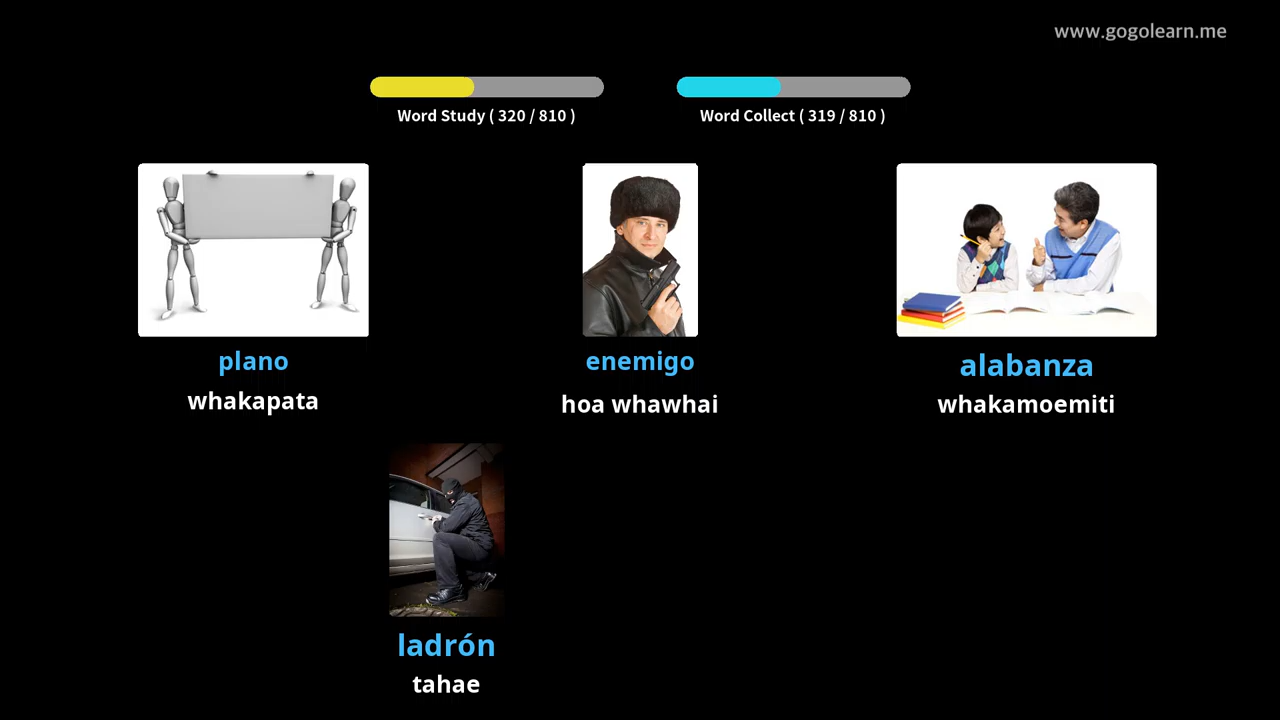 www.gogolearn.me
Word Study ( 320 / 810 )
Word Collect ( 319 / 810 )
plano
whakapata
enemigo
hoa whawhai
alabanza
whakamoemiti
ladrón
tahae